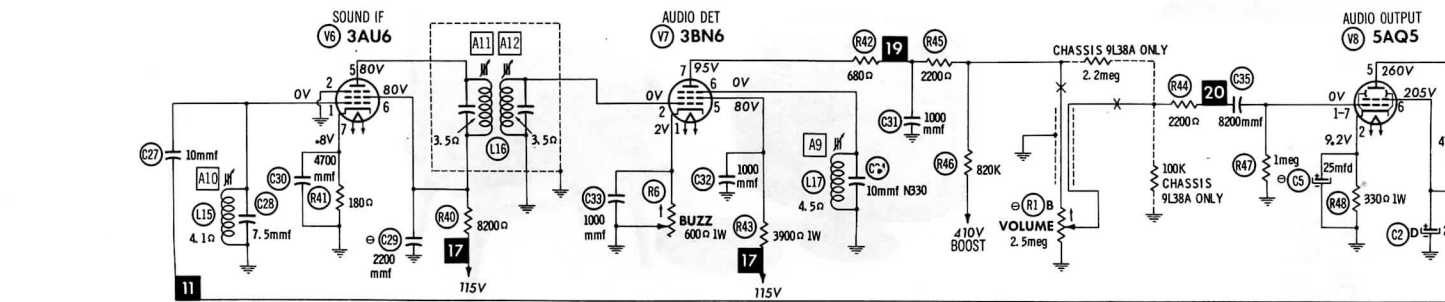 SOUND IF
V6 3AU6
A11 A12
AUDIO DET
V7 3BN6
AUDIO OUTPUT
V8 5AQ5
R42
19
R45
CHASSIS 9L38A ONLY
5 80V
2
0V
1
80V
6
7
.8V
7 95V
6 0V
0V
2
5 80V
2V 1
680Ω
2200Ω
2.2meg
R44
20
C35
5 260V
205V
0V
1-7
6
2
9.2V
C27 10mmf
A10
C30
4700
mmf
R41
180Ω
L15
4.1Ω
C28
7.5mmf
3.5Ω
L16
3.5Ω
C31
1000
mmf
2200Ω
8200mmf
R46
820K
C32
1000
mmf
A9
L17
4.5Ω
10mmf N330
C33
1000
mmf
R6
BUZZ
600Ω 1W
R43
3900Ω 1W
R40
8200Ω
C29
2200
mmf
17
115V
17
115V
410V
BOOST
R1 B
VOLUME
2.5meg
100K
CHASSIS
9L38A ONLY
R47
1meg
25mfd
C5
R48
330Ω 1W
C2 D
4
11